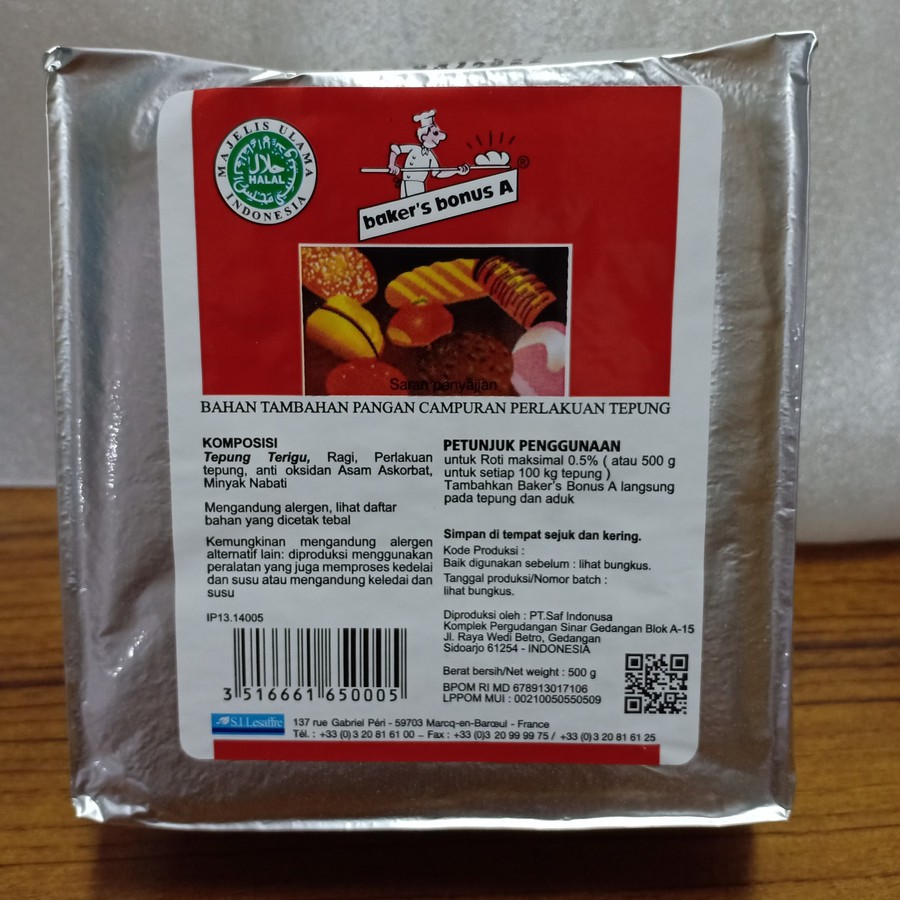 MAJELIS ULAMA
حلال
HALAL
INDONESIA
baker's bonus A
®
Saran penyajian
BAHAN TAMBAHAN PANGAN CAMPURAN PERLAKUAN TEPUNG
KOMPOSISI
Tepung Terigu, Ragi, Perlakuan
tepung, anti oksidan Asam Askorbat,
Minyak Nabati
Mengandung alergen, lihat daftar
bahan yang dicetak tebal
Kemungkinan mengandung alergen
alternatif lain: diproduksi menggunakan
peralatan yang juga memproses kedelai
dan susu atau mengandung keledai dan
susu
IP13.14005
3 516661 650005
PETUNJUK PENGGUNAAN
untuk Roti maksimal 0.5% ( atau 500 g
untuk setiap 100 kg tepung )
Tambahkan Baker's Bonus A langsung
pada tepung dan aduk
Simpan di tempat sejuk dan kering.
Kode Produksi :
Baik digunakan sebelum : lihat bungkus.
Tanggal produksi/Nomor batch :
lihat bungkus.
Diproduksi oleh : PT.Saf Indonusa
Komplek Pergudangan Sinar Gedangan Blok A-15
Jl. Raya Wedi Betro, Gedangan
Sidoarjo 61254 - INDONESIA
Berat bersih/Net weight : 500 g
BPOM RI MD 678913017106
LPPOM MUI : 00210050550509
S.I.Lesaffre
137 rue Gabriel Péri - 59703 Marcq-en-Barœul - France
Tél. : +33 (0)3 20 81 61 00 – Fax : +33 (0)3 20 99 99 75 / +33 (0)3 20 81 61 25